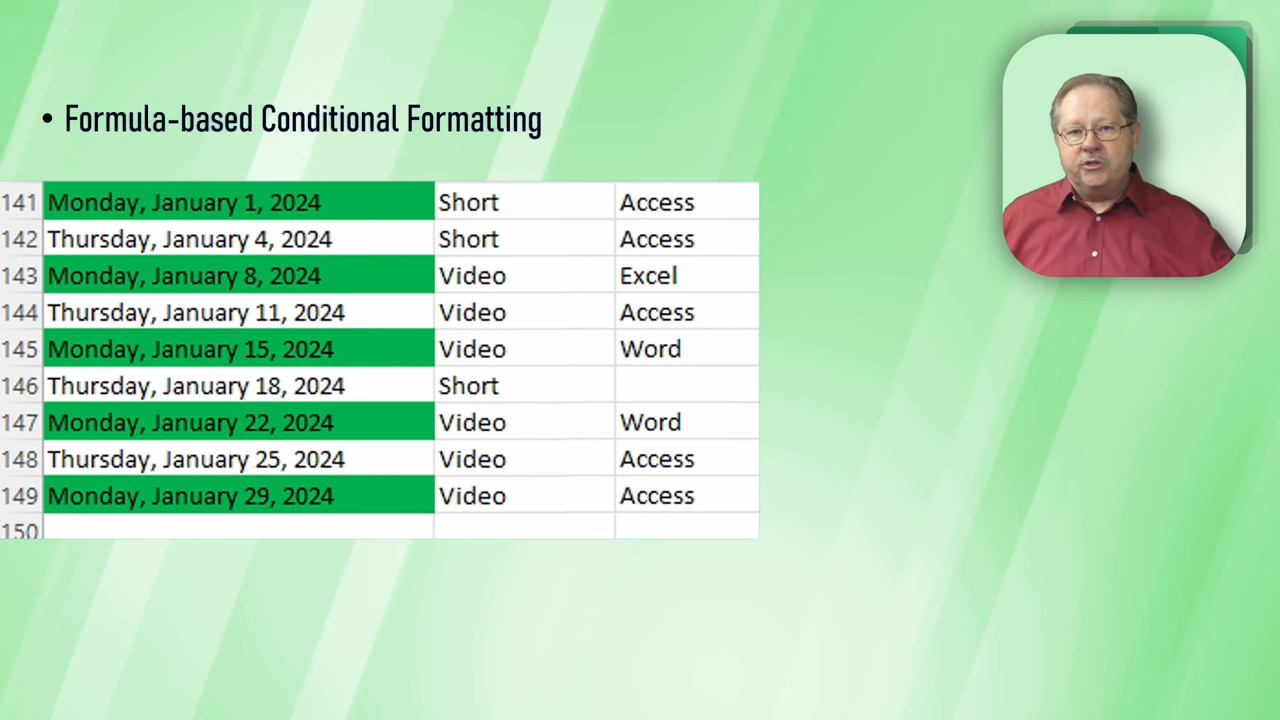 • Formula-based Conditional Formatting
141 Monday, January 1, 2024 Short Access
142 Thursday, January 4, 2024 Short Access
143 Monday, January 8, 2024 Video Excel
144 Thursday, January 11, 2024 Video Access
145 Monday, January 15, 2024 Video Word
146 Thursday, January 18, 2024 Short
147 Monday, January 22, 2024 Video Word
148 Thursday, January 25, 2024 Video Access
149 Monday, January 29, 2024 Video Access
150